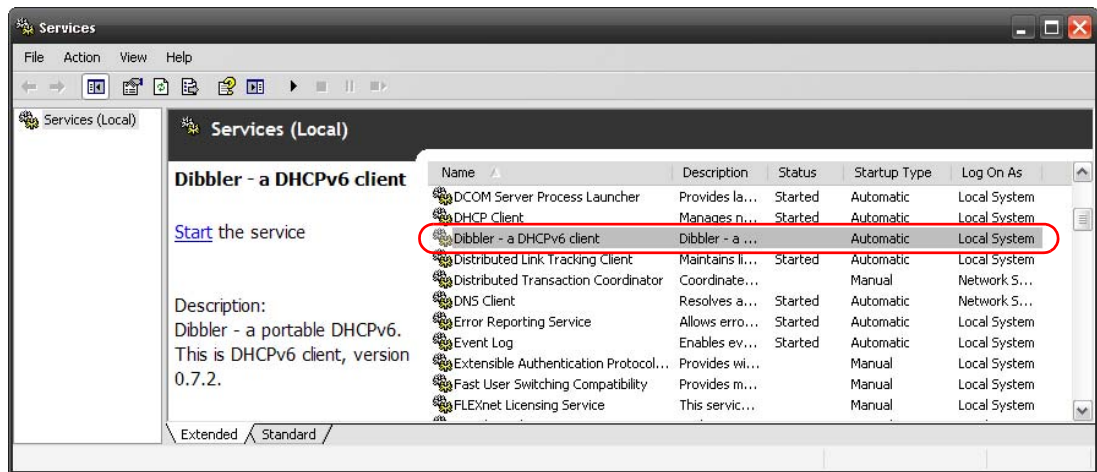 Services
File Action View Help
Services (Local)
Services (Local)
Dibbler - a DHCPv6 client
Start the service
Description:
Dibbler - a portable DHCPv6.
This is DHCPv6 client, version
0.7.2.
Name Description Status Startup Type Log On As
DCOM Server Process Launcher Provides la... Started Automatic Local System
DHCP Client Manages n... Started Automatic Local System
Dibbler - a DHCPv6 client Dibbler - a ... Automatic Local System
Distributed Link Tracking Client Maintains li... Started Automatic Local System
Distributed Transaction Coordinator Coordinate... Manual Network S...
DNS Client Resolves a... Started Automatic Network S...
Error Reporting Service Allows erro... Started Automatic Local System
Event Log Enables ev... Started Automatic Local System
Extensible Authentication Protocol... Provides wi... Manual Local System
Fast User Switching Compatibility Provides m... Manual Local System
FLEXnet Licensing Service This servic... Manual Local System
Extended Standard